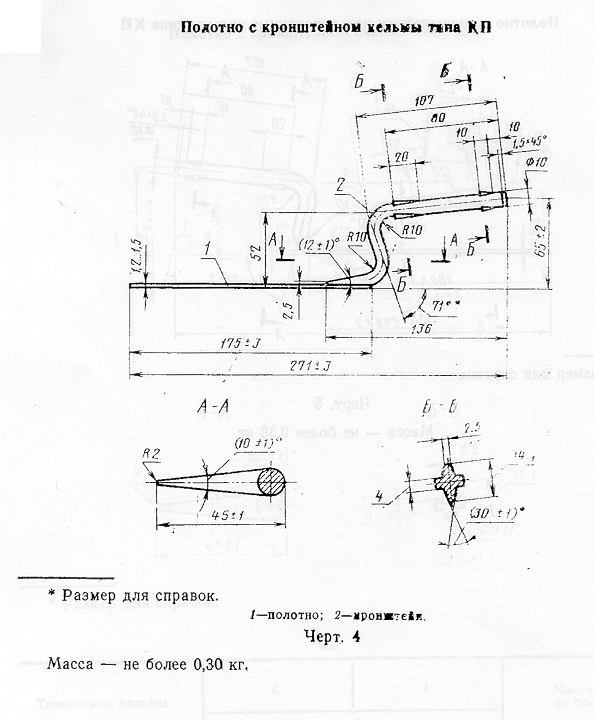 Полотно с кронштейном кельмы типа КП
Б
Б
107
80
10
10
1,5×45°
Ф10
20
2
65±2
52
А
(12±1)°
R10
R10
А
Б
Б
1
1,2...1,5
2,5
71°*
175±3
136
271±3
А-А
Б-Б
R2
(10±1)°
45±1
2.5
4
(30±1)°
* Размер для справок.
1—полотно; 2—кронштейн.
Черт. 4
Масса — не более 0,30 кг.